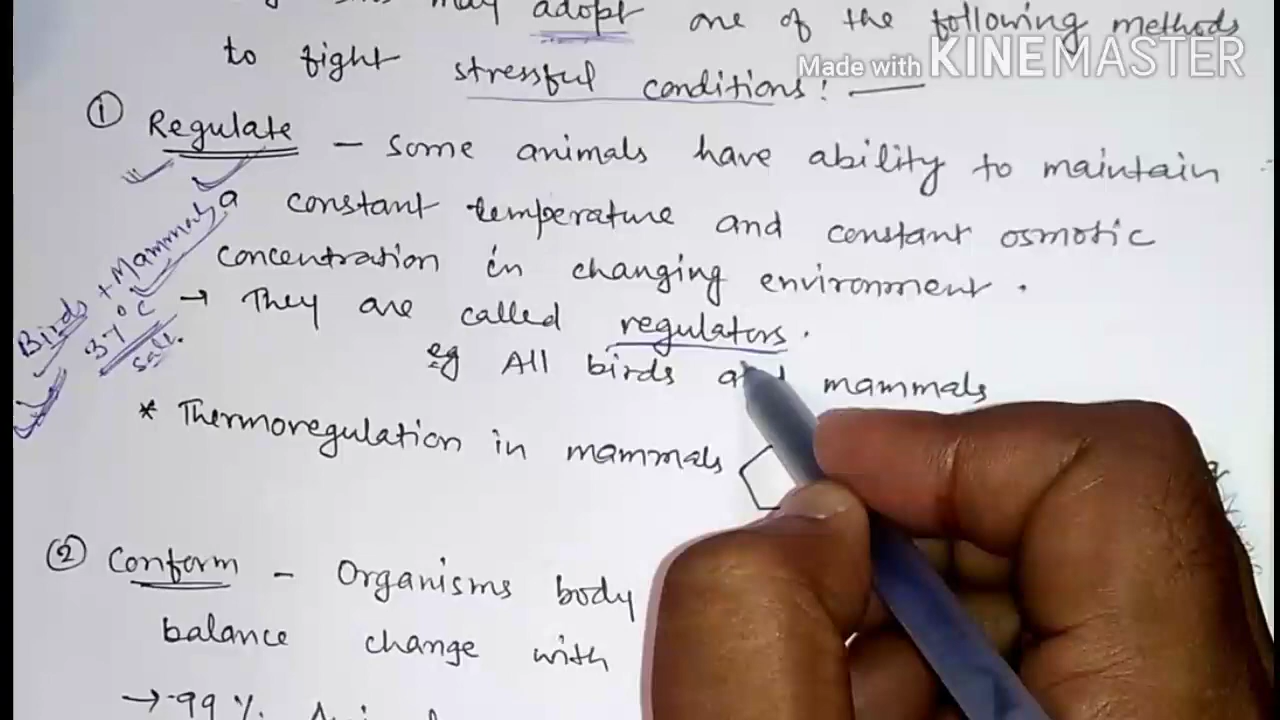 may adopt one of the following methods
Made with KINEMASTER
to fight stressful conditions: —
① Regulate - Some animals have ability to maintain
a constant temperature and constant osmotic
concentration in changing environment.
→ They are called regulators.
eg All birds and mammals
Birds + Mammals
37°C
Salt.
* Thermoregulation in mammals
② Conform - Organisms body
balance change with
→ 99%